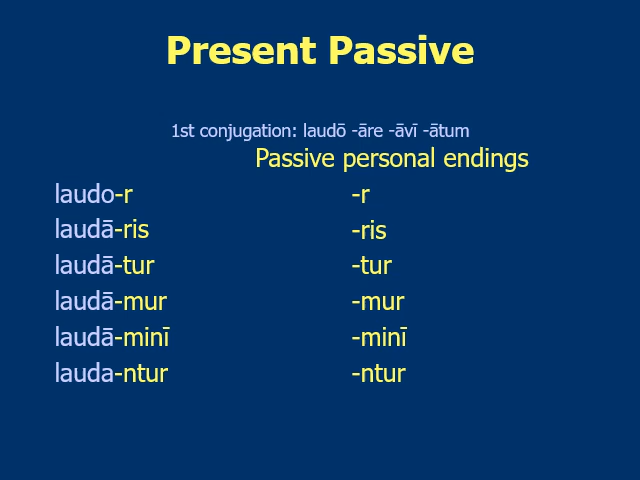 Present Passive
1st conjugation: laudō -āre -āvī -ātum
Passive personal endings
laudo-r -r
laudā-ris -ris
laudā-tur -tur
laudā-mur -mur
laudā-minī -minī
lauda-ntur -ntur